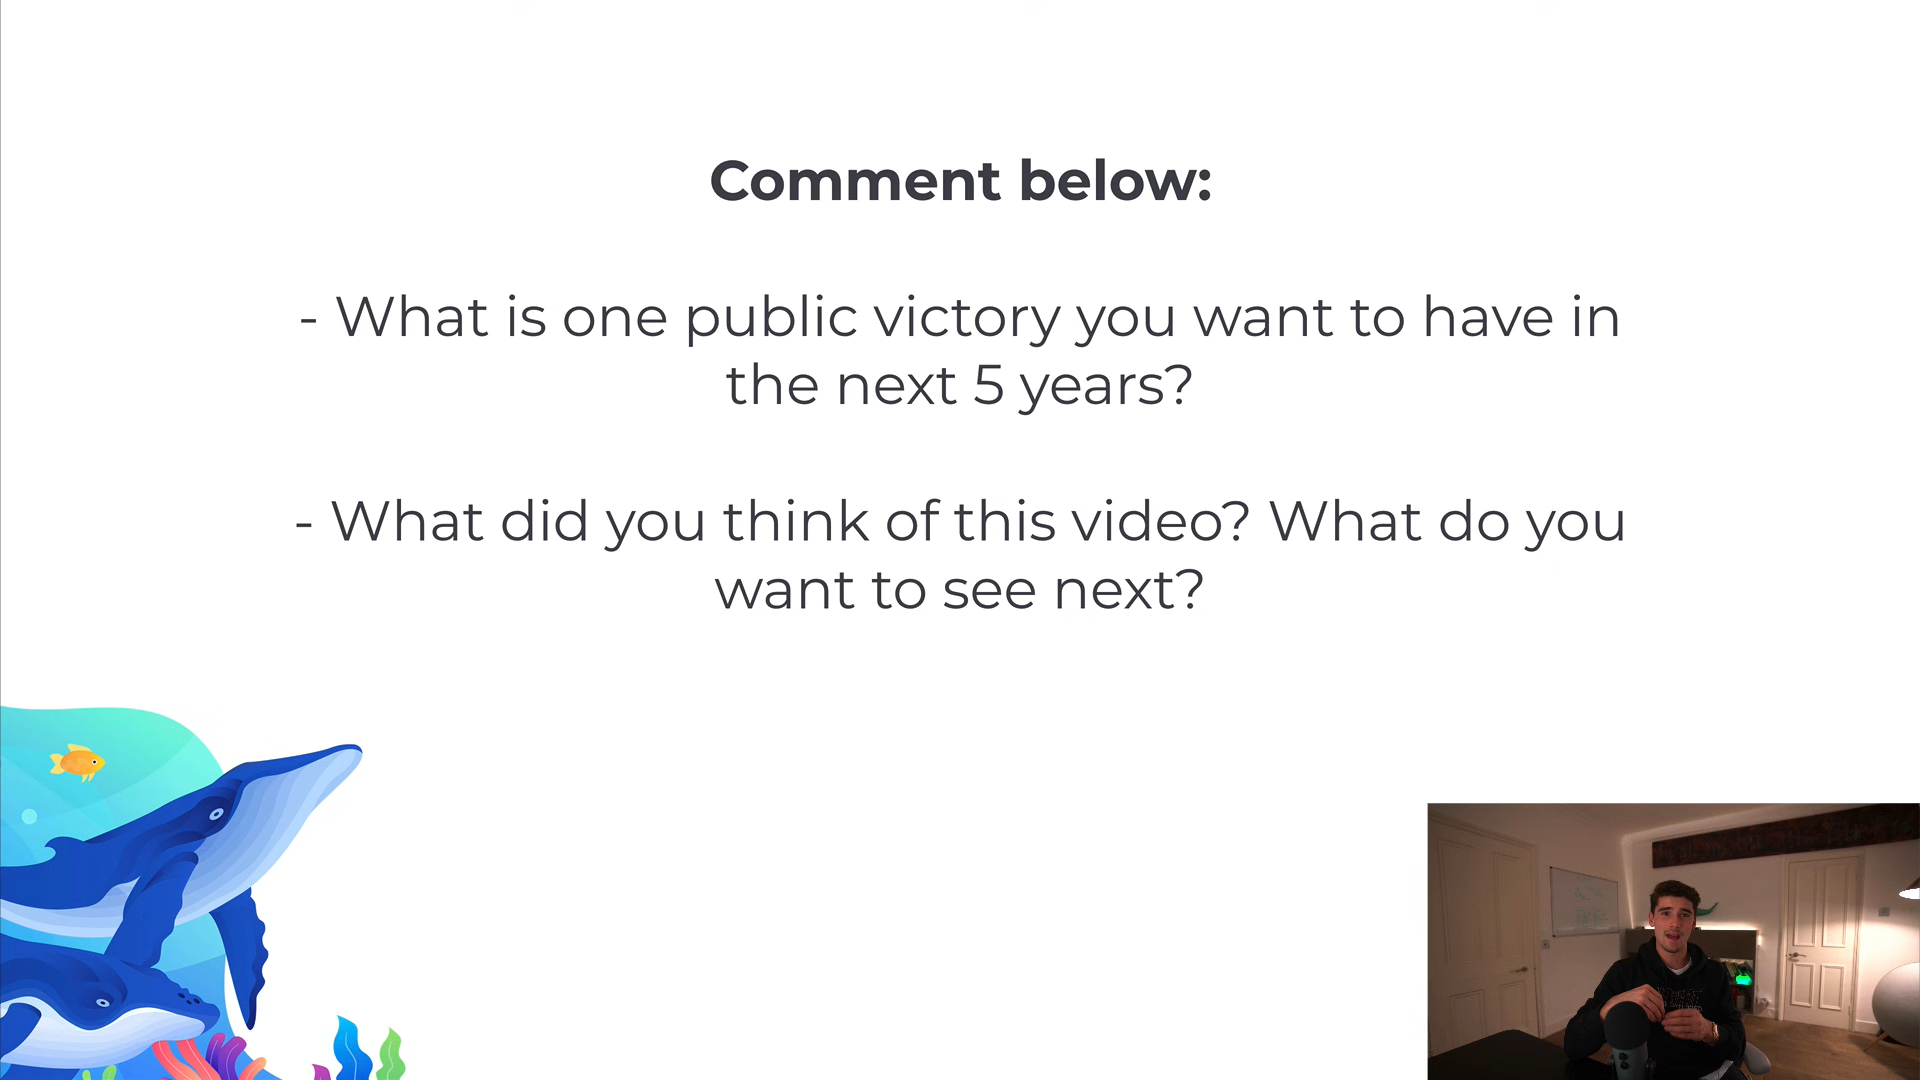 Comment below:
- What is one public victory you want to have in
the next 5 years?
- What did you think of this video? What do you
want to see next?